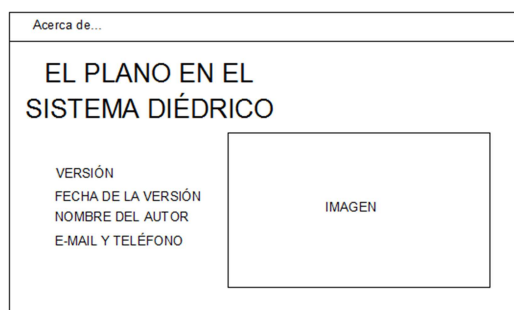 Acerca de...
EL PLANO EN EL
SISTEMA DIÉDRICO
VERSIÓN
FECHA DE LA VERSIÓN
NOMBRE DEL AUTOR
E-MAIL Y TELÉFONO
IMAGEN